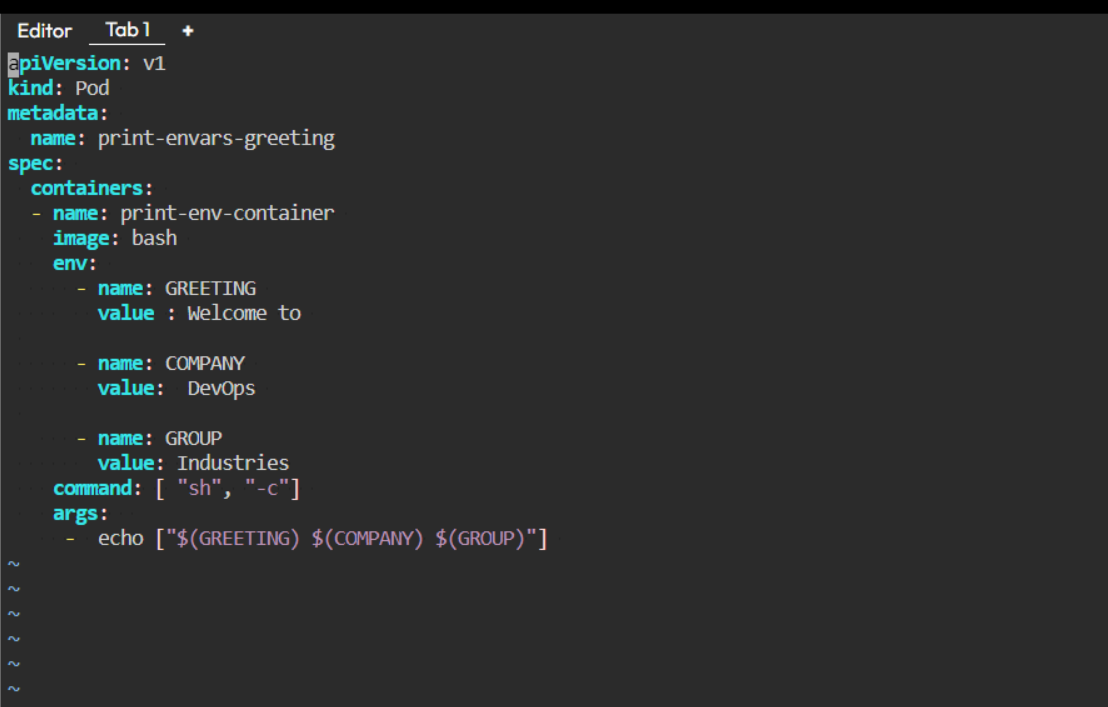 Editor Tab 1 +
apiVersion: v1
kind: Pod
metadata:
  name: print-envars-greeting
spec:
  containers:
  - name: print-env-container
    image: bash
    env:
      - name: GREETING
        value : Welcome to
      - name: COMPANY
        value:  DevOps
      - name: GROUP
        value: Industries
    command: [ "sh", "-c"]
    args:
     -  echo ["$(GREETING) $(COMPANY) $(GROUP)"]
~
~
~
~
~
~